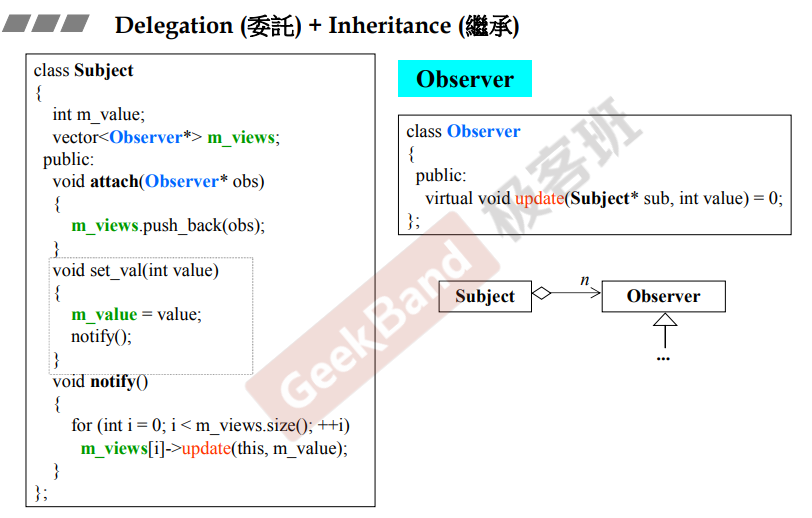 Delegation (委託) + Inheritance (繼承)
class Subject
{
int m_value;
vector<Observer*> m_views;
public:
void attach(Observer* obs)
{
m_views.push_back(obs);
}
void set_val(int value)
{
m_value = value;
notify();
}
void notify()
{
for (int i = 0; i < m_views.size(); ++i)
m_views[i]->update(this, m_value);
}
};
Observer
class Observer
{
public:
virtual void update(Subject* sub, int value) = 0;
};
Subject
n
Observer
...
GeekBand 极客班